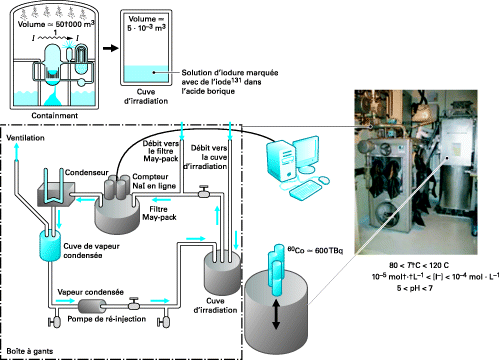 Volume ≃ 50†000 m³
I⁻
1
I
Containment
Volume ≃
5 · 10⁻³ m³
Cuve
d'irradiation
Solution d'iodure marquée
avec de l'iode¹³¹ dans
l'acide borique
Ventilation
Débit vers
le filtre
May-pack
Débit vers
la cuve
d'irradiation
Condenseur
Compteur
NaI en ligne
Filtre
May-pack
Cuve de vapeur
condensée
Vapeur condensée
Pompe de ré-injection
Cuve
d'irradiation
Boîte à gants
⁶⁰Co ≃ 600TBq
80 < T†C < 120 C
10⁻⁵ mol†·†L⁻¹ < [I⁻] < 10⁻⁴ mol · L⁻¹
5 < pH < 7